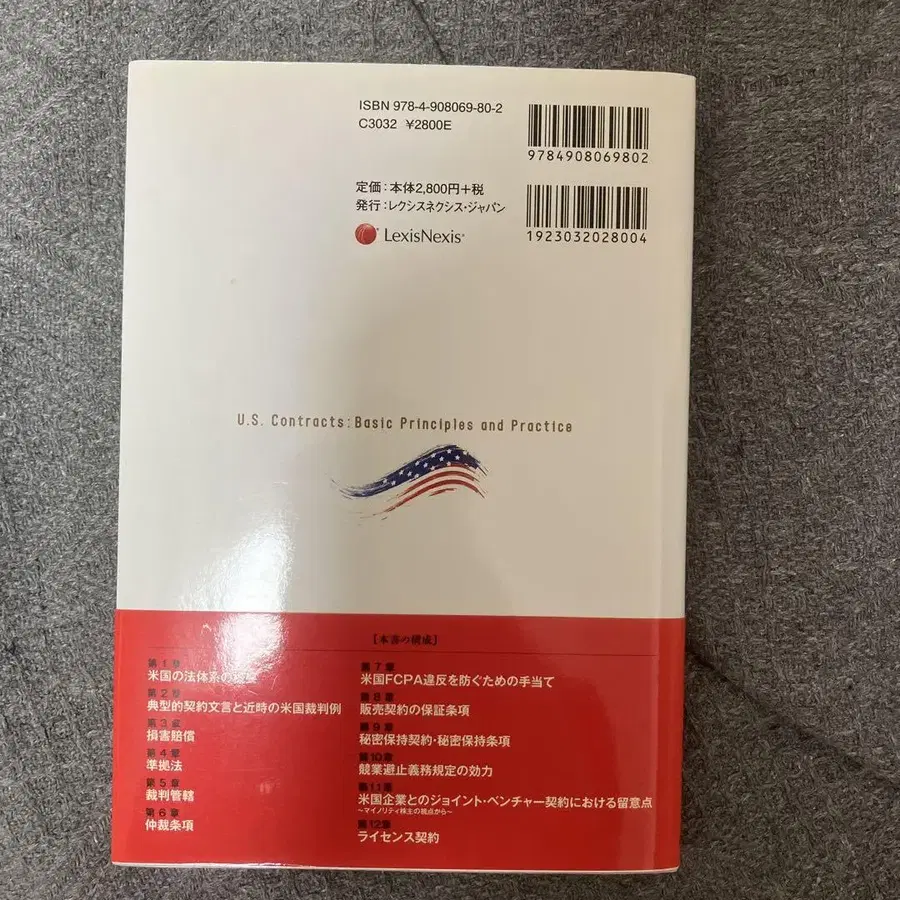 ISBN 978-4-908069-80-2
C3032 ¥2800E
9784908069802
定価：本体2,800円＋税
発行：レクシスネクシス・ジャパン
LexisNexis®
1923032028004
U.S. Contracts:Basic Principles and Practice
［本書の構成］
第1章
米国の法体系の
第2章
典型的契約文言と近時の米国裁判例
第3章
損害賠償
第4章
準拠法
第5章
裁判管轄
第6章
仲裁条項
第7章
米国FCPA違反を防ぐための手当て
第8章
販売契約の保証条項
第9章
秘密保持契約・秘密保持条項
第10章
競業避止義務規定の効力
第11章
米国企業とのジョイント・ベンチャー契約における留意点
～マイノリティ株主の視点から～
第12章
ライセンス契約